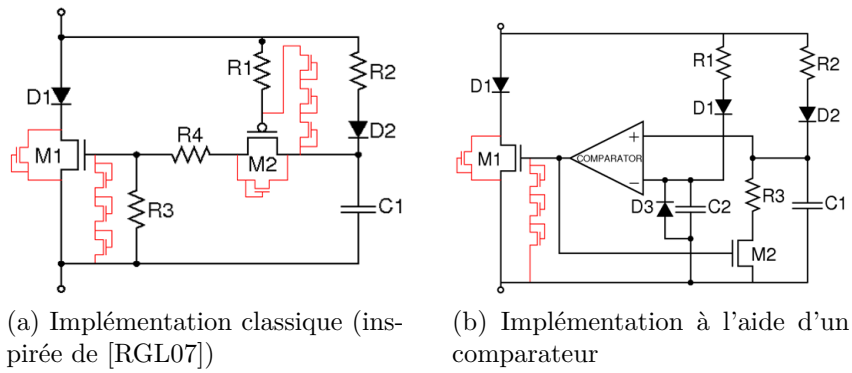 R1
R2
D1
D2
R4
M1
M2
R3
C1
R1
R2
D1
D1
D2
+
M1
COMPARATOR
−
R3
D3
C2
C1
M2
(a) Implémentation classique (ins-
pirée de [RGL07])
(b) Implémentation à l'aide d'un
comparateur